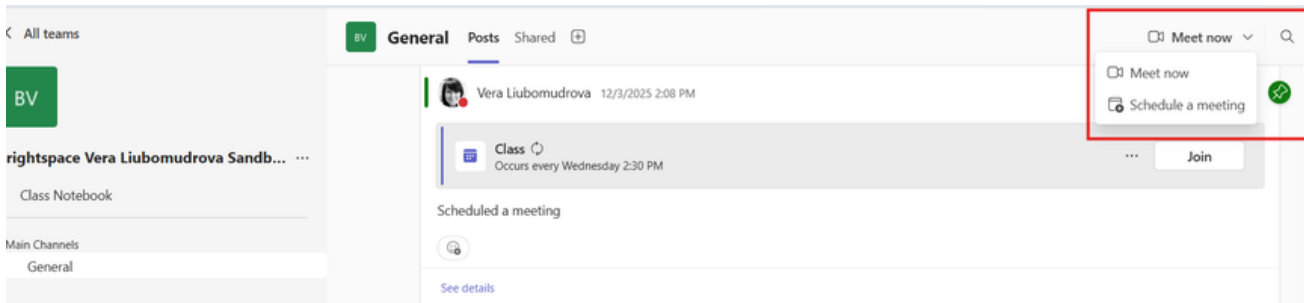 All teams
BV
rightspace Vera Liubomudrova Sandb... ...
Class Notebook
Main Channels
General
BV General Posts Shared
Meet now
Meet now
Schedule a meeting
Vera Liubomudrova 12/3/2025 2:08 PM
Class
Occurs every Wednesday 2:30 PM
... Join
Scheduled a meeting
See details